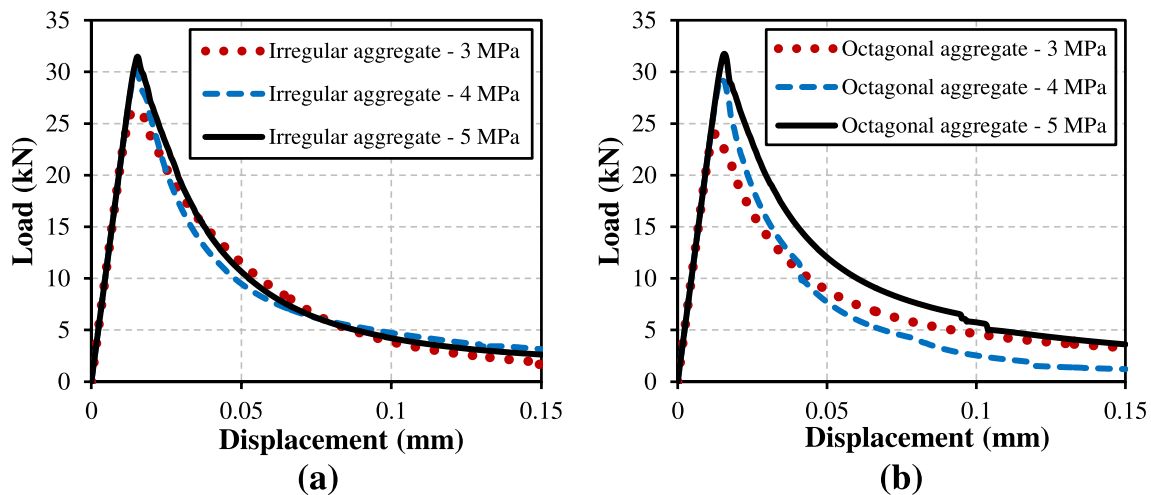 35
30
25
20
15
10
5
0
Load (kN)
Irregular aggregate - 3 MPa
Irregular aggregate - 4 MPa
Irregular aggregate - 5 MPa
0 0.05 0.1 0.15
Displacement (mm)
(a)
35
30
25
20
15
10
5
0
Load (kN)
Octagonal aggregate - 3 MPa
Octagonal aggregate - 4 MPa
Octagonal aggregate - 5 MPa
0 0.05 0.1 0.15
Displacement (mm)
(b)